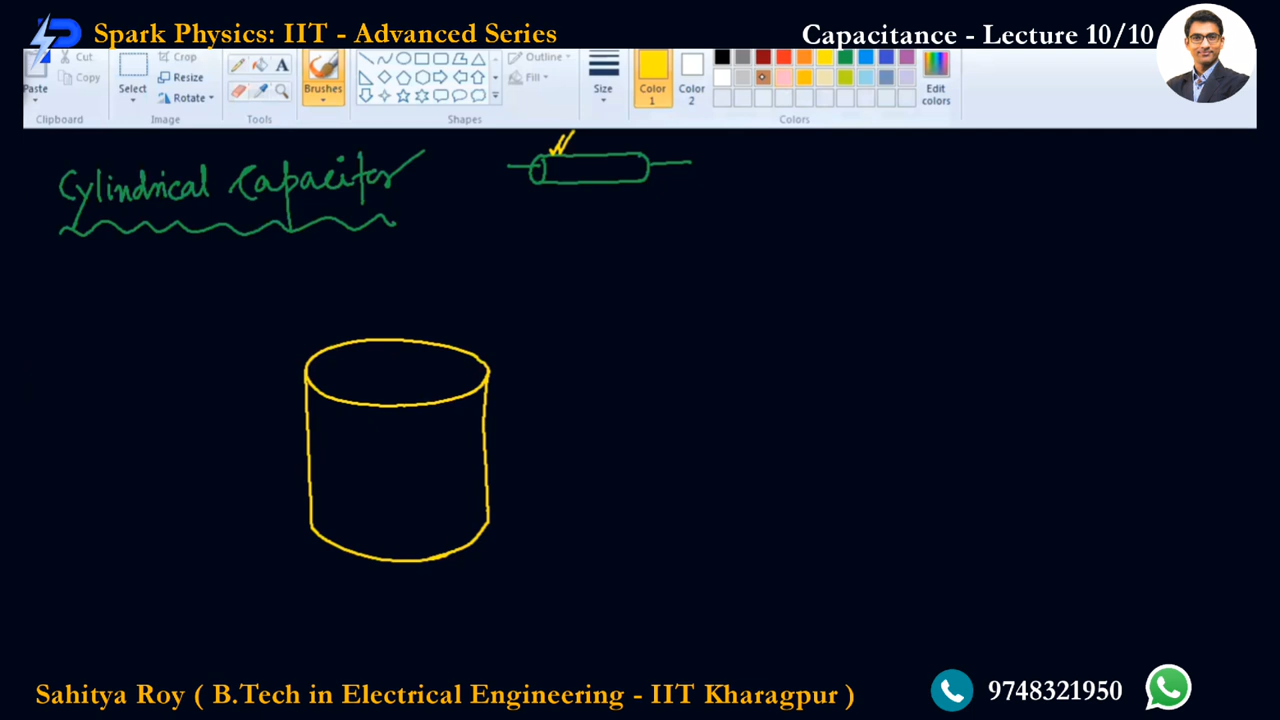 Spark Physics: IIT - Advanced Series
Capacitance - Lecture 10/10
Paste
Cut
Copy
Clipboard
Select
Crop
Resize
Rotate
Image
A
Tools
Brushes
Shapes
Outline
Fill
Size
Color 1
Color 2
Edit colors
Colors
Cylindrical Capacitor
Sahitya Roy ( B.Tech in Electrical Engineering - IIT Kharagpur )
9748321950